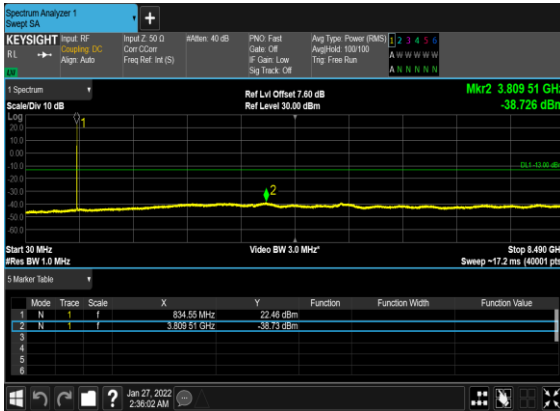 Spectrum Analyzer 1
Swept SA
+
KEYSIGHT
RL
Input: RF
Coupling: DC
Align: Auto
Input Z: 50 Ω
Corr CCorr
Freq Ref: Int (S)
#Atten: 40 dB
PNO: Fast
Gate: Off
IF Gain: Low
Sig Track: Off
Avg Type: Power (RMS)
Avg|Hold: 100/100
Trig: Free Run
1 2 3 4 5 6
A W W W W W
A N N N N N
1 Spectrum
Scale/Div 10 dB
Ref Lvl Offset 7.60 dB
Ref Level 30.00 dBm
Mkr2 3.809 51 GHz
-38.726 dBm
Log
20.0
10.0
0.00
-10.0
-20.0
-30.0
-40.0
-50.0
-60.0
1
2
DL1 -13.00 dBm
Start 30 MHz
#Res BW 1.0 MHz
Video BW 3.0 MHz*
Stop 8.490 GHz
Sweep ~17.2 ms (40001 pts)
5 Marker Table
Mode Trace Scale X Y Function Function Width Function Value
1 N 1 f 834.55 MHz 22.46 dBm
2 N 1 f 3.809 51 GHz -38.73 dBm
3
4
5
6
?
Jan 27, 2022
2:36:02 AM